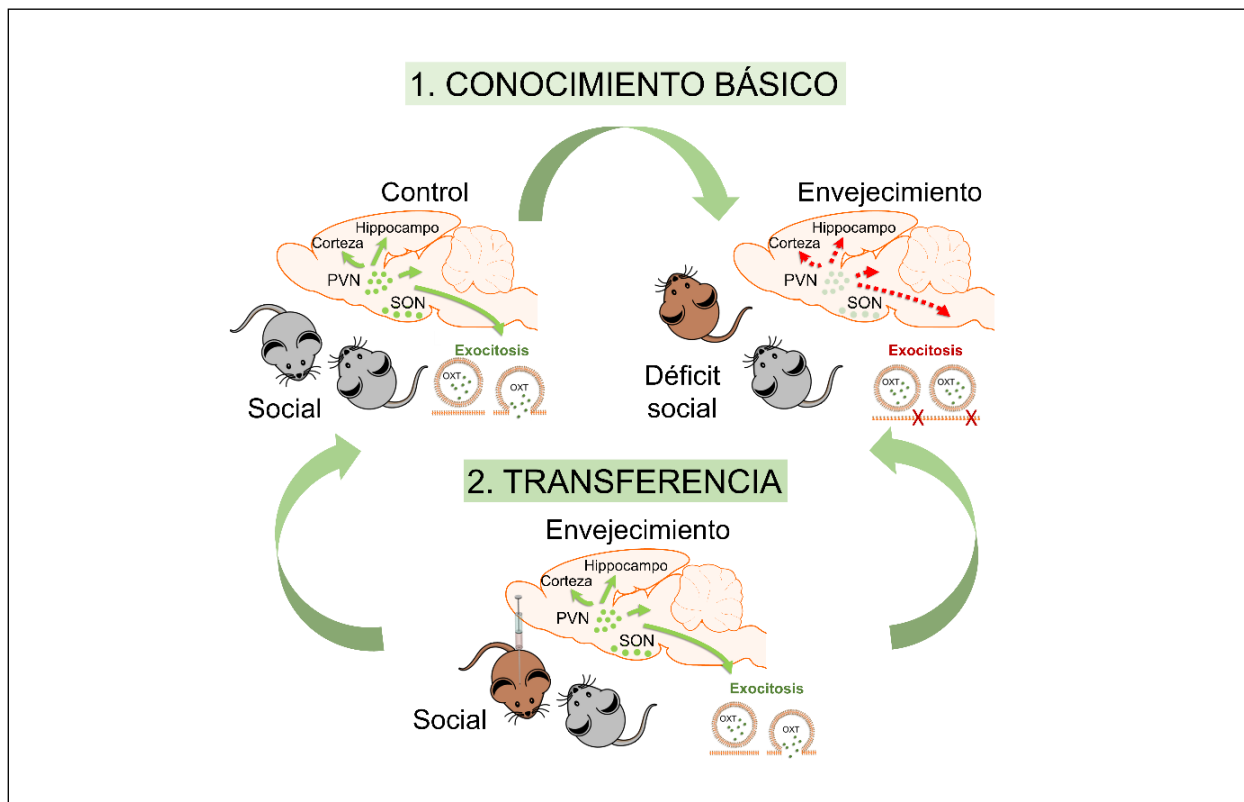 1. CONOCIMIENTO BÁSICO
Control
Hippocampo
Corteza
PVN
SON
Exocitosis
OXT
OXT
Social
Envejecimiento
Hippocampo
Corteza
PVN
SON
Exocitosis
OXT
OXT
X
X
Déficit
social
2. TRANSFERENCIA
Envejecimiento
Hippocampo
Corteza
PVN
SON
Exocitosis
OXT
OXT
Social